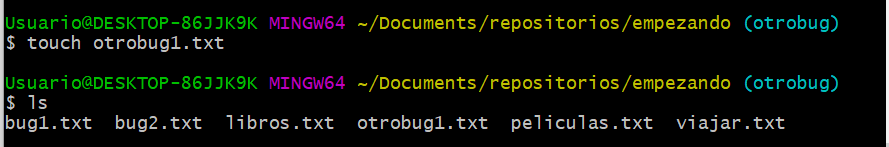 Usuario@DESKTOP-86JJK9K MINGW64 ~/Documents/repositorios/empezando (otrobug)
$ touch otrobug1.txt
Usuario@DESKTOP-86JJK9K MINGW64 ~/Documents/repositorios/empezando (otrobug)
$ ls
bug1.txt  bug2.txt  libros.txt  otrobug1.txt  peliculas.txt  viajar.txt